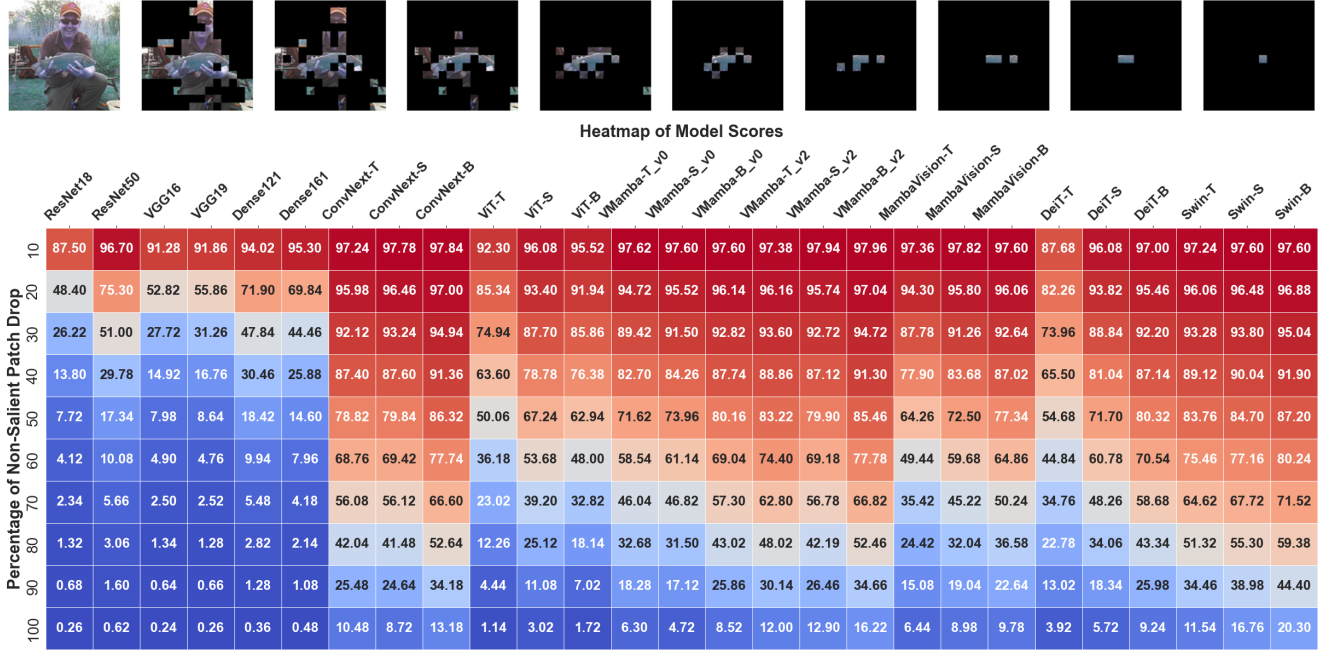 Heatmap of Model Scores
ResNet18 ResNet50 VGG16 VGG19 Dense121 Dense161 ConvNext-T ConvNext-S ConvNext-B ViT-T ViT-S ViT-B VMamba-T_v0 VMamba-S_v0 VMamba-B_v0 VMamba-T_v2 VMamba-S_v2 VMamba-B_v2 MambaVision-T MambaVision-S MambaVision-B DeiT-T DeiT-S DeiT-B Swin-T Swin-S Swin-B
Percentage of Non-Salient Patch Drop
10 87.50 96.70 91.28 91.86 94.02 95.30 97.24 97.78 97.84 92.30 96.08 95.52 97.62 97.60 97.60 97.38 97.94 97.96 97.36 97.82 97.60 87.68 96.08 97.00 97.24 97.60 97.60
20 48.40 75.30 52.82 55.86 71.90 69.84 95.98 96.46 97.00 85.34 93.40 91.94 94.72 95.52 96.14 96.16 95.74 97.04 94.30 95.80 96.06 82.26 93.82 95.46 96.06 96.48 96.88
30 26.22 51.00 27.72 31.26 47.84 44.46 92.12 93.24 94.94 74.94 87.70 85.86 89.42 91.50 92.82 93.60 92.72 94.72 87.78 91.26 92.64 73.96 88.84 92.20 93.28 93.80 95.04
40 13.80 29.78 14.92 16.76 30.46 25.88 87.40 87.60 91.36 63.60 78.78 76.38 82.70 84.26 87.74 88.86 87.12 91.30 77.90 83.68 87.02 65.50 81.04 87.14 89.12 90.04 91.90
50 7.72 17.34 7.98 8.64 18.42 14.60 78.82 79.84 86.32 50.06 67.24 62.94 71.62 73.96 80.16 83.22 79.90 85.46 64.26 72.50 77.34 54.68 71.70 80.32 83.76 84.70 87.20
60 4.12 10.08 4.90 4.76 9.94 7.96 68.76 69.42 77.74 36.18 53.68 48.00 58.54 61.14 69.04 74.40 69.18 77.78 49.44 59.68 64.86 44.84 60.78 70.54 75.46 77.16 80.24
70 2.34 5.66 2.50 2.52 5.48 4.18 56.08 56.12 66.60 23.02 39.20 32.82 46.04 46.82 57.30 62.80 56.78 66.82 35.42 45.22 50.24 34.76 48.26 58.68 64.62 67.72 71.52
80 1.32 3.06 1.34 1.28 2.82 2.14 42.04 41.48 52.64 12.26 25.12 18.14 32.68 31.50 43.02 48.02 42.19 52.46 24.42 32.04 36.58 22.78 34.06 43.34 51.32 55.30 59.38
90 0.68 1.60 0.64 0.66 1.28 1.08 25.48 24.64 34.18 4.44 11.08 7.02 18.28 17.12 25.86 30.14 26.46 34.66 15.08 19.04 22.64 13.02 18.34 25.98 34.46 38.98 44.40
100 0.26 0.62 0.24 0.26 0.36 0.48 10.48 8.72 13.18 1.14 3.02 1.72 6.30 4.72 8.52 12.00 12.90 16.22 6.44 8.98 9.78 3.92 5.72 9.24 11.54 16.76 20.30